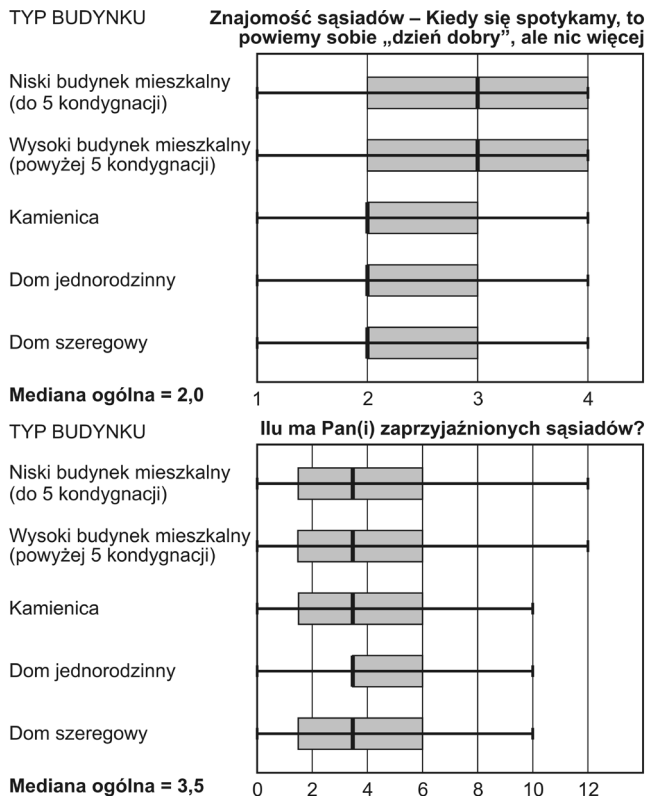 TYP BUDYNKU
Znajomość sąsiadów – Kiedy się spotykamy, to
powiemy sobie „dzień dobry”, ale nic więcej
Niski budynek mieszkalny
(do 5 kondygnacji)
Wysoki budynek mieszkalny
(powyżej 5 kondygnacji)
Kamienica
Dom jednorodzinny
Dom szeregowy
Mediana ogólna = 2,0
1 2 3 4
TYP BUDYNKU
Ilu ma Pan(i) zaprzyjaźnionych sąsiadów?
Niski budynek mieszkalny
(do 5 kondygnacji)
Wysoki budynek mieszkalny
(powyżej 5 kondygnacji)
Kamienica
Dom jednorodzinny
Dom szeregowy
Mediana ogólna = 3,5
0 2 4 6 8 10 12